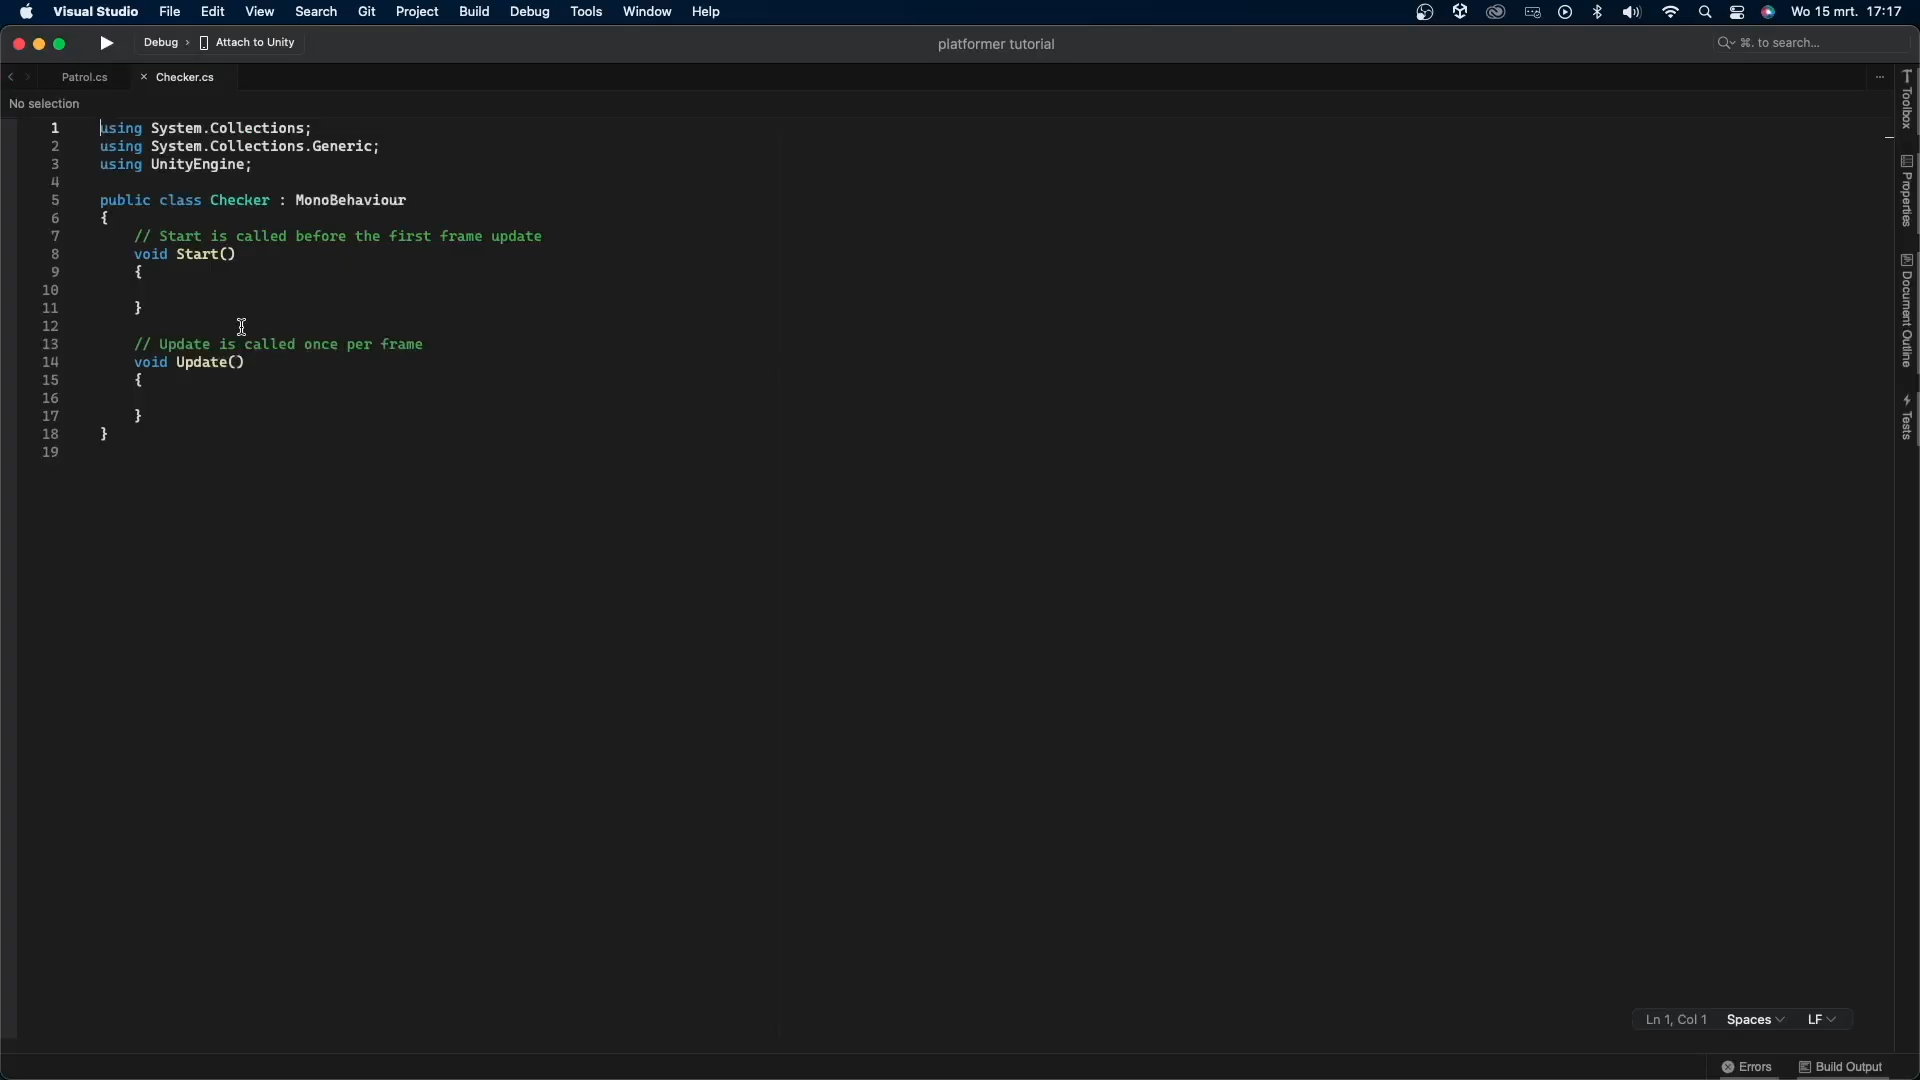 Visual Studio File Edit View Search Git Project Build Debug Tools Window Help Wo 15 mrt. 17:17
Debug › Attach to Unity platformer tutorial ⌘. to search...
Patrol.cs × Checker.cs ...
No selection
1 using System.Collections;
2 using System.Collections.Generic;
3 using UnityEngine;
4
5 public class Checker : MonoBehaviour
6 {
7 // Start is called before the first frame update
8 void Start()
9 {
10
11 }
12
13 // Update is called once per frame
14 void Update()
15 {
16
17 }
18 }
19
Toolbox
Properties
Document Outline
Tests
Ln 1, Col 1 Spaces LF
Errors Build Output